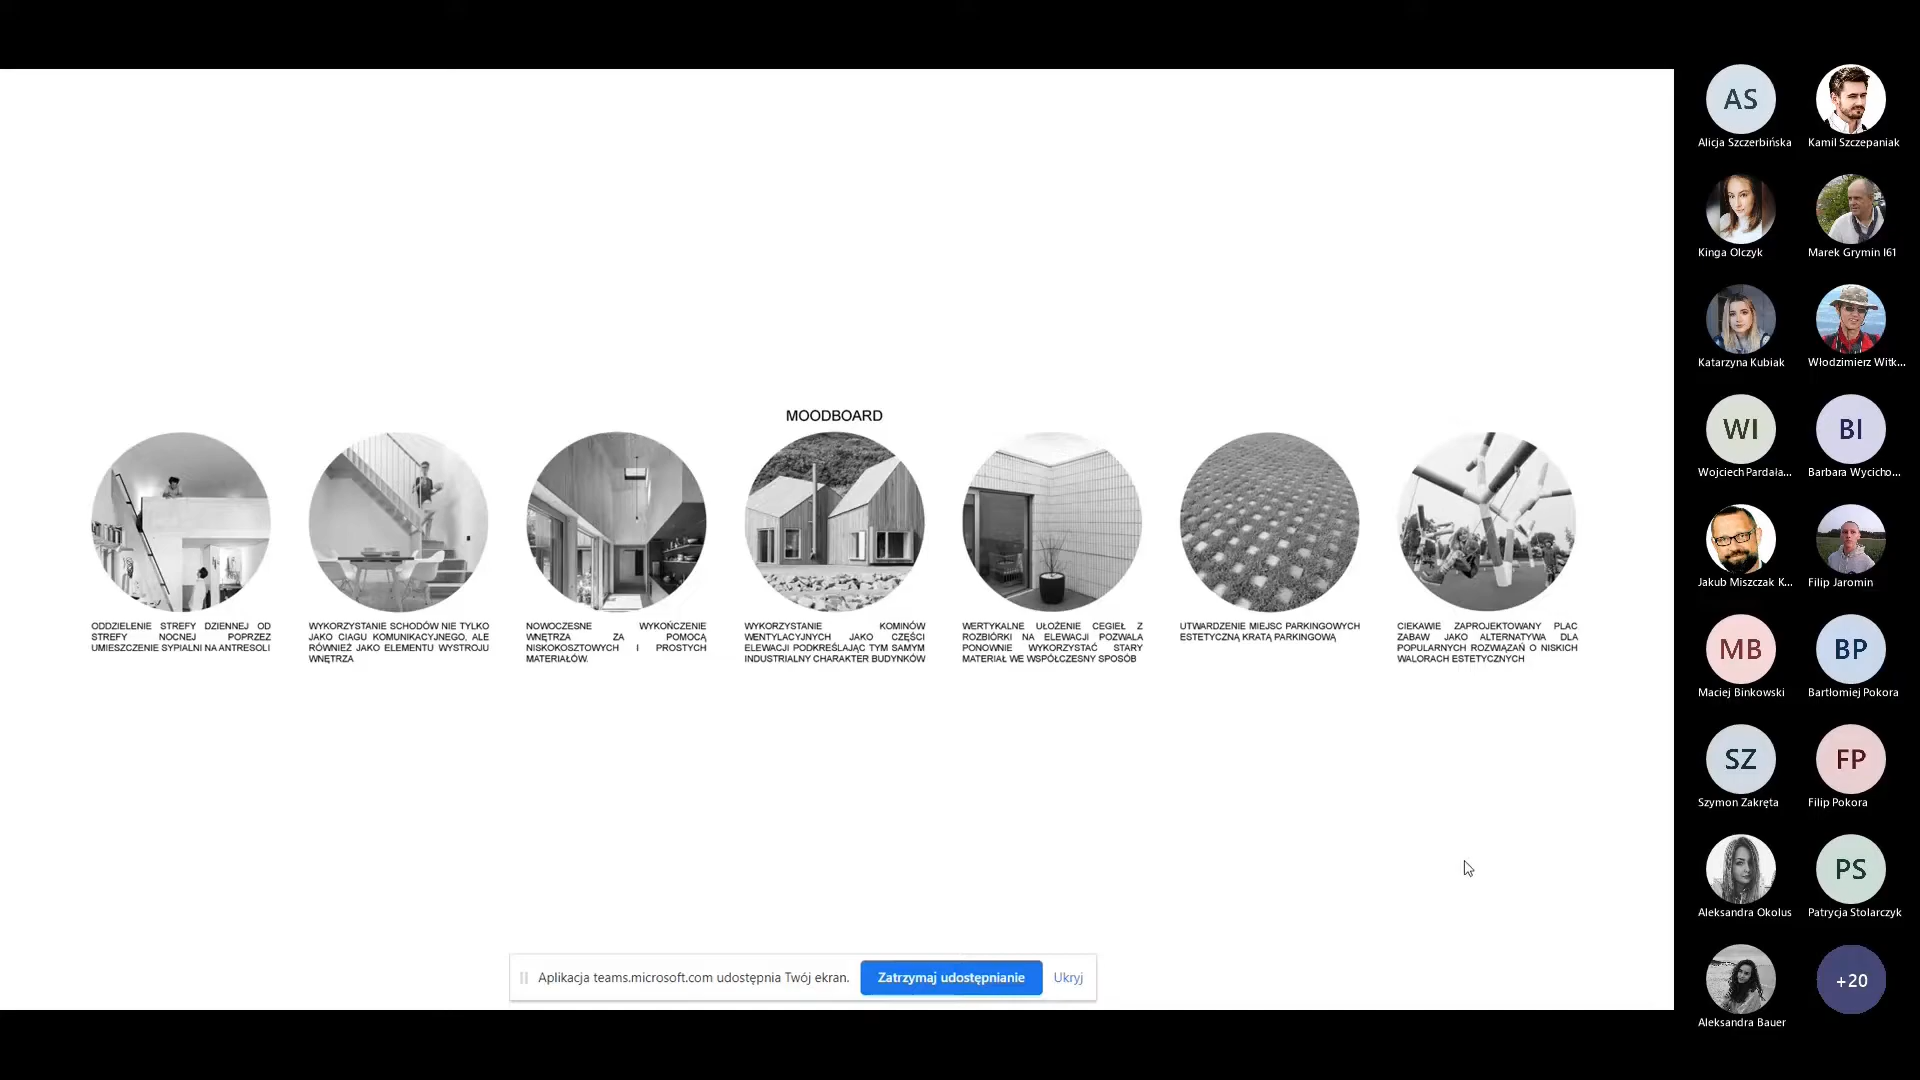 MOODBOARD
ODDZIELENIE STREFY DZIENNEJ OD
STREFY NOCNEJ POPRZEZ
UMIESZCZENIE SYPIALNI NA ANTRESOLI
WYKORZYSTANIE SCHODÓW NIE TYLKO
JAKO CIAGU KOMUNIKACYJNEGO, ALE
RÓWNIEŻ JAKO ELEMENTU WYSTROJU
WNĘTRZA
NOWOCZESNE WYKOŃCZENIE
WNĘTRZA ZA POMOCĄ
NISKOKOSZTOWYCH I PROSTYCH
MATERIAŁÓW.
WYKORZYSTANIE KOMINÓW
WENTYLACYJNYCH JAKO CZĘŚCI
ELEWACJI PODKREŚLAJĄC TYM SAMYM
INDUSTRIALNY CHARAKTER BUDYNKÓW
WERTYKALNE UŁOŻENIE CEGIEŁ Z
ROZBIÓRKI NA ELEWACJI POZWALA
PONOWNIE WYKORZYSTAĆ STARY
MATERIAŁ WE WSPÓŁCZESNY SPOSÓB
UTWARDZENIE MIEJSC PARKINGOWYCH
ESTETYCZNĄ KRATĄ PARKINGOWĄ
CIEKAWIE ZAPROJEKTOWANY PLAC
ZABAW JAKO ALTERNATYWA DLA
POPULARNYCH ROZWIĄZAŃ O NISKICH
WALORACH ESTETYCZNYCH
Aplikacja teams.microsoft.com udostępnia Twój ekran.
Zatrzymaj udostępnianie
Ukryj
AS
Alicja Szczerbińska
Kamil Szczepaniak
Kinga Olczyk
Marek Grymin I61
Katarzyna Kubiak
Włodzimierz Witk...
WI
Wojciech Pardała...
BI
Barbara Wycicho...
Jakub Miszczak K...
Filip Jaromin
MB
Maciej Binkowski
BP
Bartłomiej Pokora
SZ
Szymon Zakręta
FP
Filip Pokora
Aleksandra Okolus
PS
Patrycja Stolarczyk
Aleksandra Bauer
+20